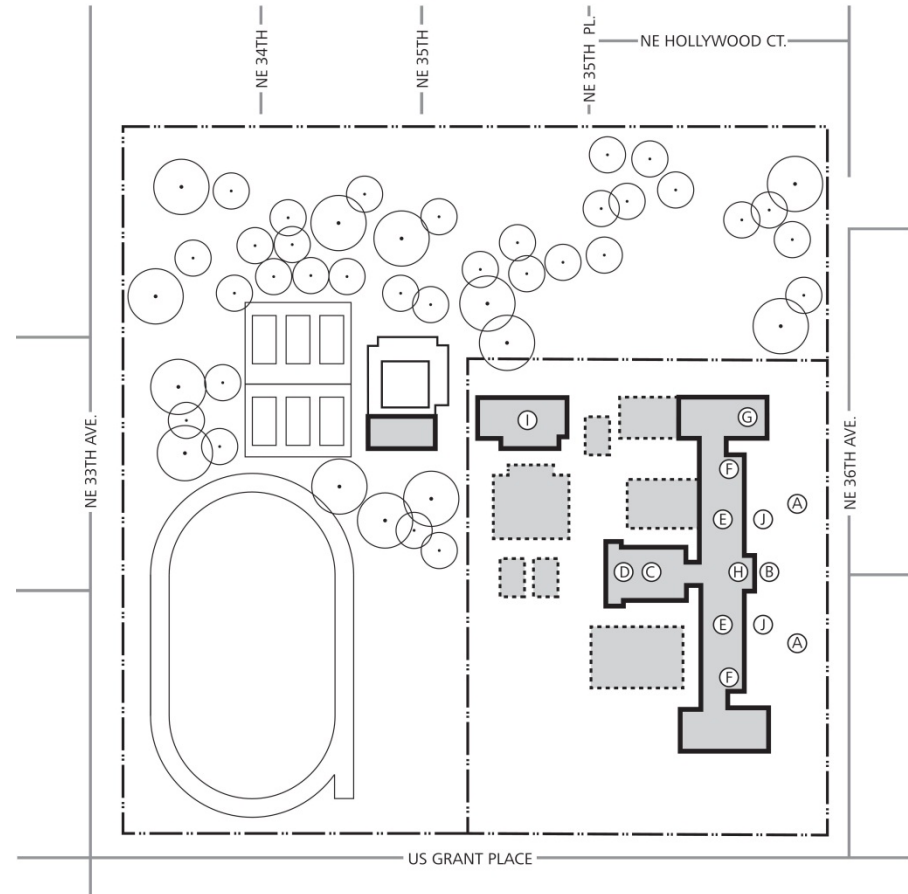 NE 34TH
NE 35TH
NE 35TH PL.
NE HOLLYWOOD CT.
NE 33TH AVE.
NE 36TH AVE.
I
G
F
A
E
J
D
C
H
B
E
J
A
F
US GRANT PLACE